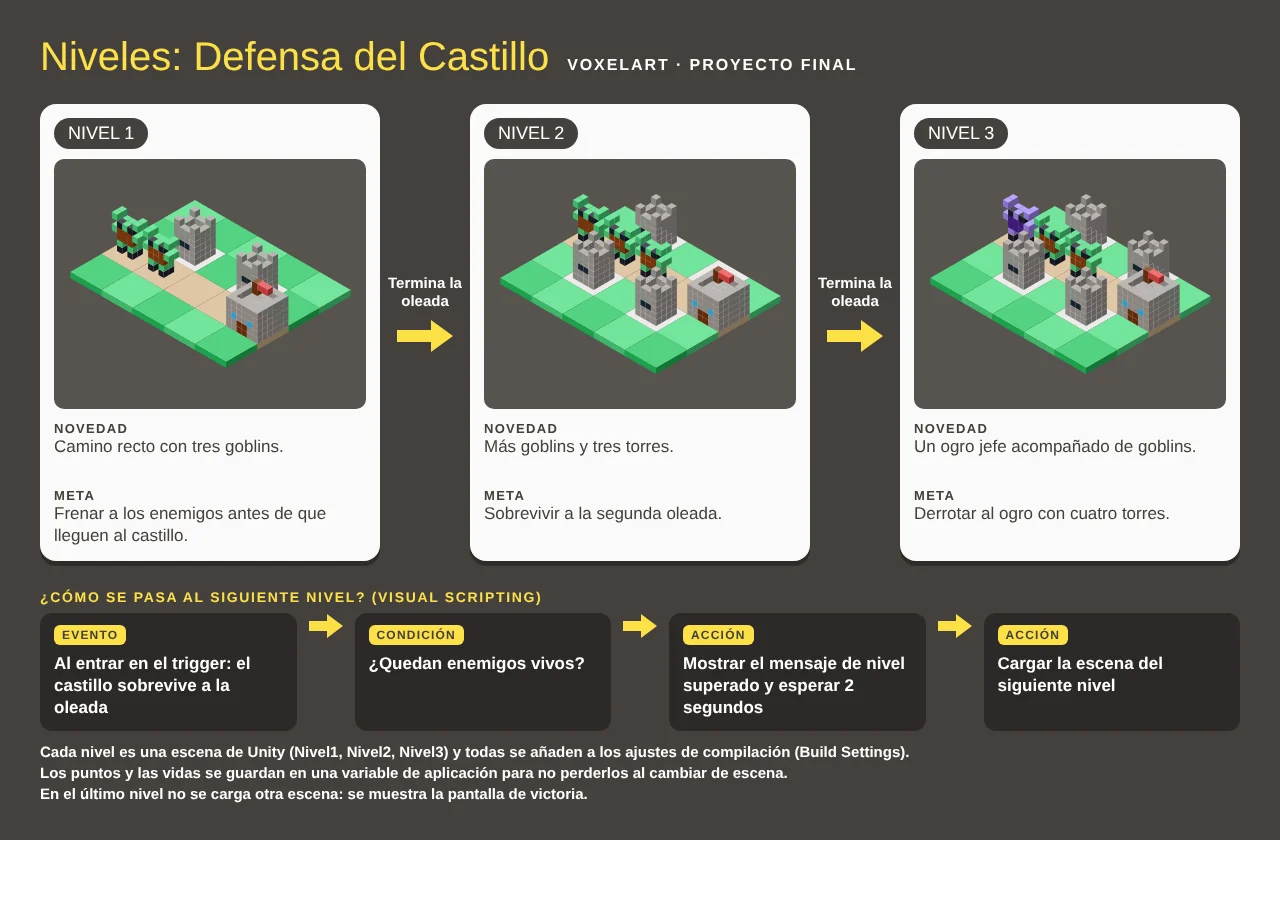 Niveles: Defensa del Castillo
VOXELART · PROYECTO FINAL
NIVEL 1
NOVEDAD
Camino recto con tres goblins.
META
Frenar a los enemigos antes de que
lleguen al castillo.
Termina la
oleada
NIVEL 2
NOVEDAD
Más goblins y tres torres.
META
Sobrevivir a la segunda oleada.
Termina la
oleada
NIVEL 3
NOVEDAD
Un ogro jefe acompañado de goblins.
META
Derrotar al ogro con cuatro torres.
¿CÓMO SE PASA AL SIGUIENTE NIVEL? (VISUAL SCRIPTING)
EVENTO
Al entrar en el trigger: el
castillo sobrevive a la
oleada
CONDICIÓN
¿Quedan enemigos vivos?
ACCIÓN
Mostrar el mensaje de nivel
superado y esperar 2
segundos
ACCIÓN
Cargar la escena del
siguiente nivel
Cada nivel es una escena de Unity (Nivel1, Nivel2, Nivel3) y todas se añaden a los ajustes de compilación (Build Settings).
Los puntos y las vidas se guardan en una variable de aplicación para no perderlos al cambiar de escena.
En el último nivel no se carga otra escena: se muestra la pantalla de victoria.